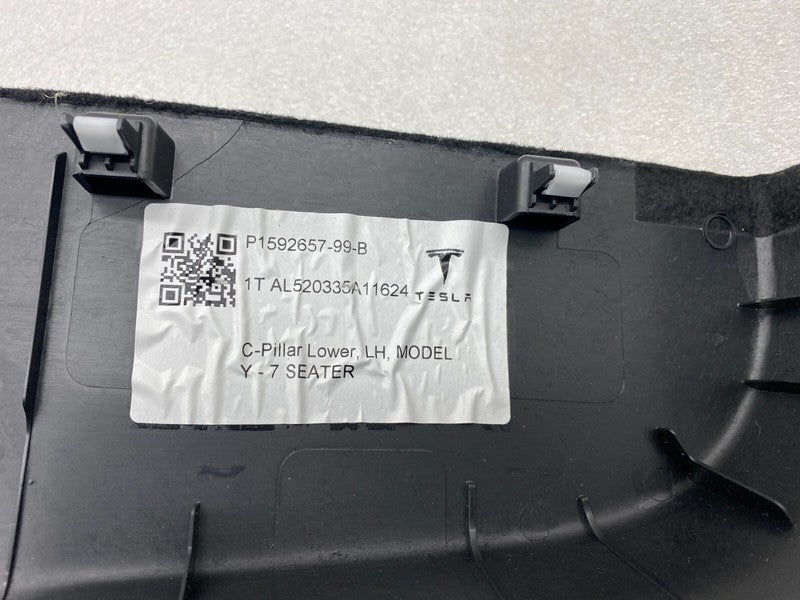 P1592657-99-B
1T AL520335A11624
TESLA
C-Pillar Lower, LH, MODEL
Y - 7 SEATER